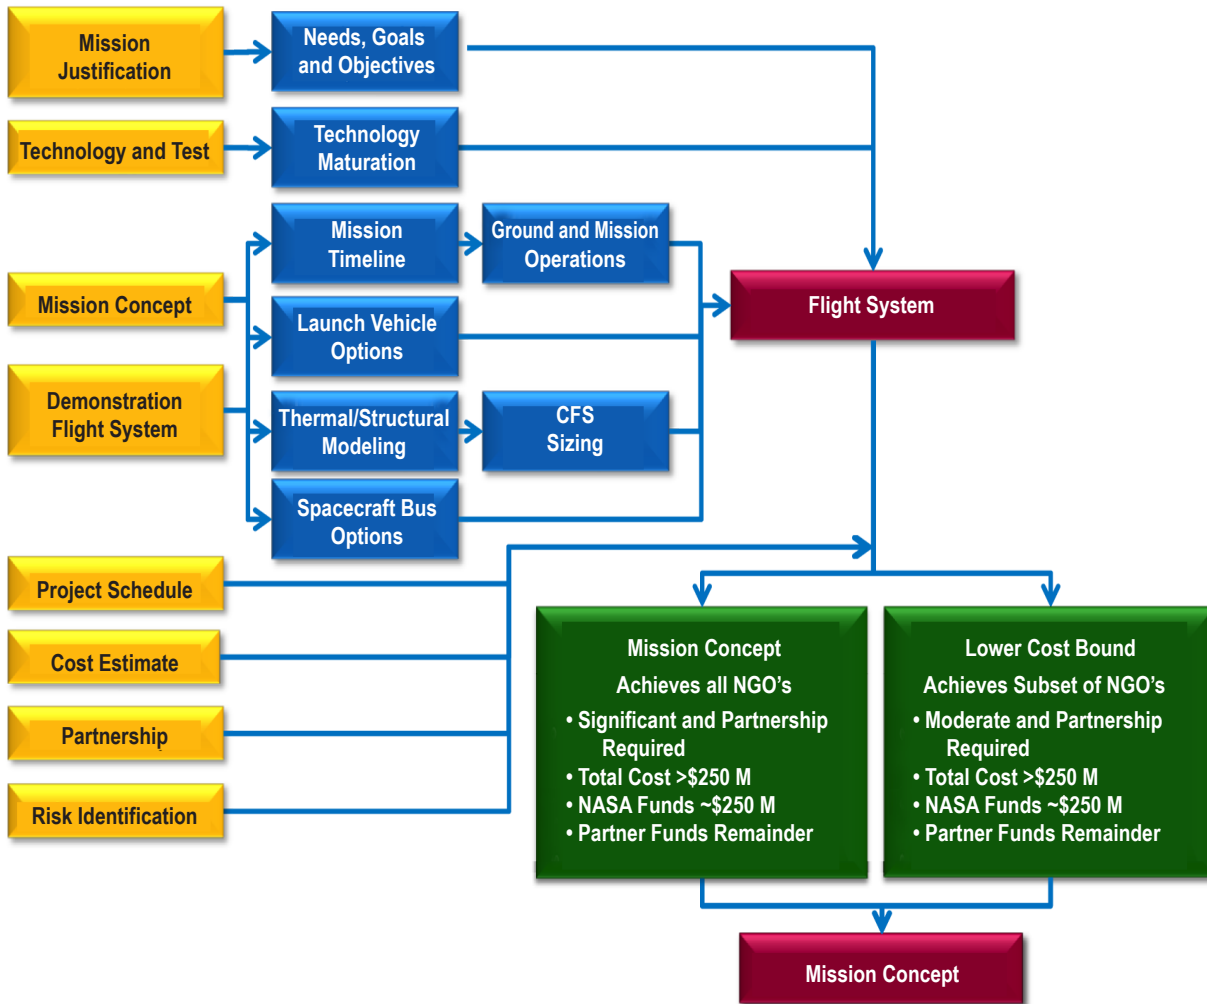 Mission
Justification
Needs, Goals
and Objectives
Technology and Test
Technology
Maturation
Mission
Timeline
Ground and Mission
Operations
Mission Concept
Launch Vehicle
Options
Flight System
Demonstration
Flight System
Thermal/Structural
Modeling
CFS
Sizing
Spacecraft Bus
Options
Project Schedule
Cost Estimate
Partnership
Risk Identification
Mission Concept
Achieves all NGO’s
• Significant and Partnership
Required
• Total Cost >$250 M
• NASA Funds ~$250 M
• Partner Funds Remainder
Lower Cost Bound
Achieves Subset of NGO’s
• Moderate and Partnership
Required
• Total Cost >$250 M
• NASA Funds ~$250 M
• Partner Funds Remainder
Mission Concept